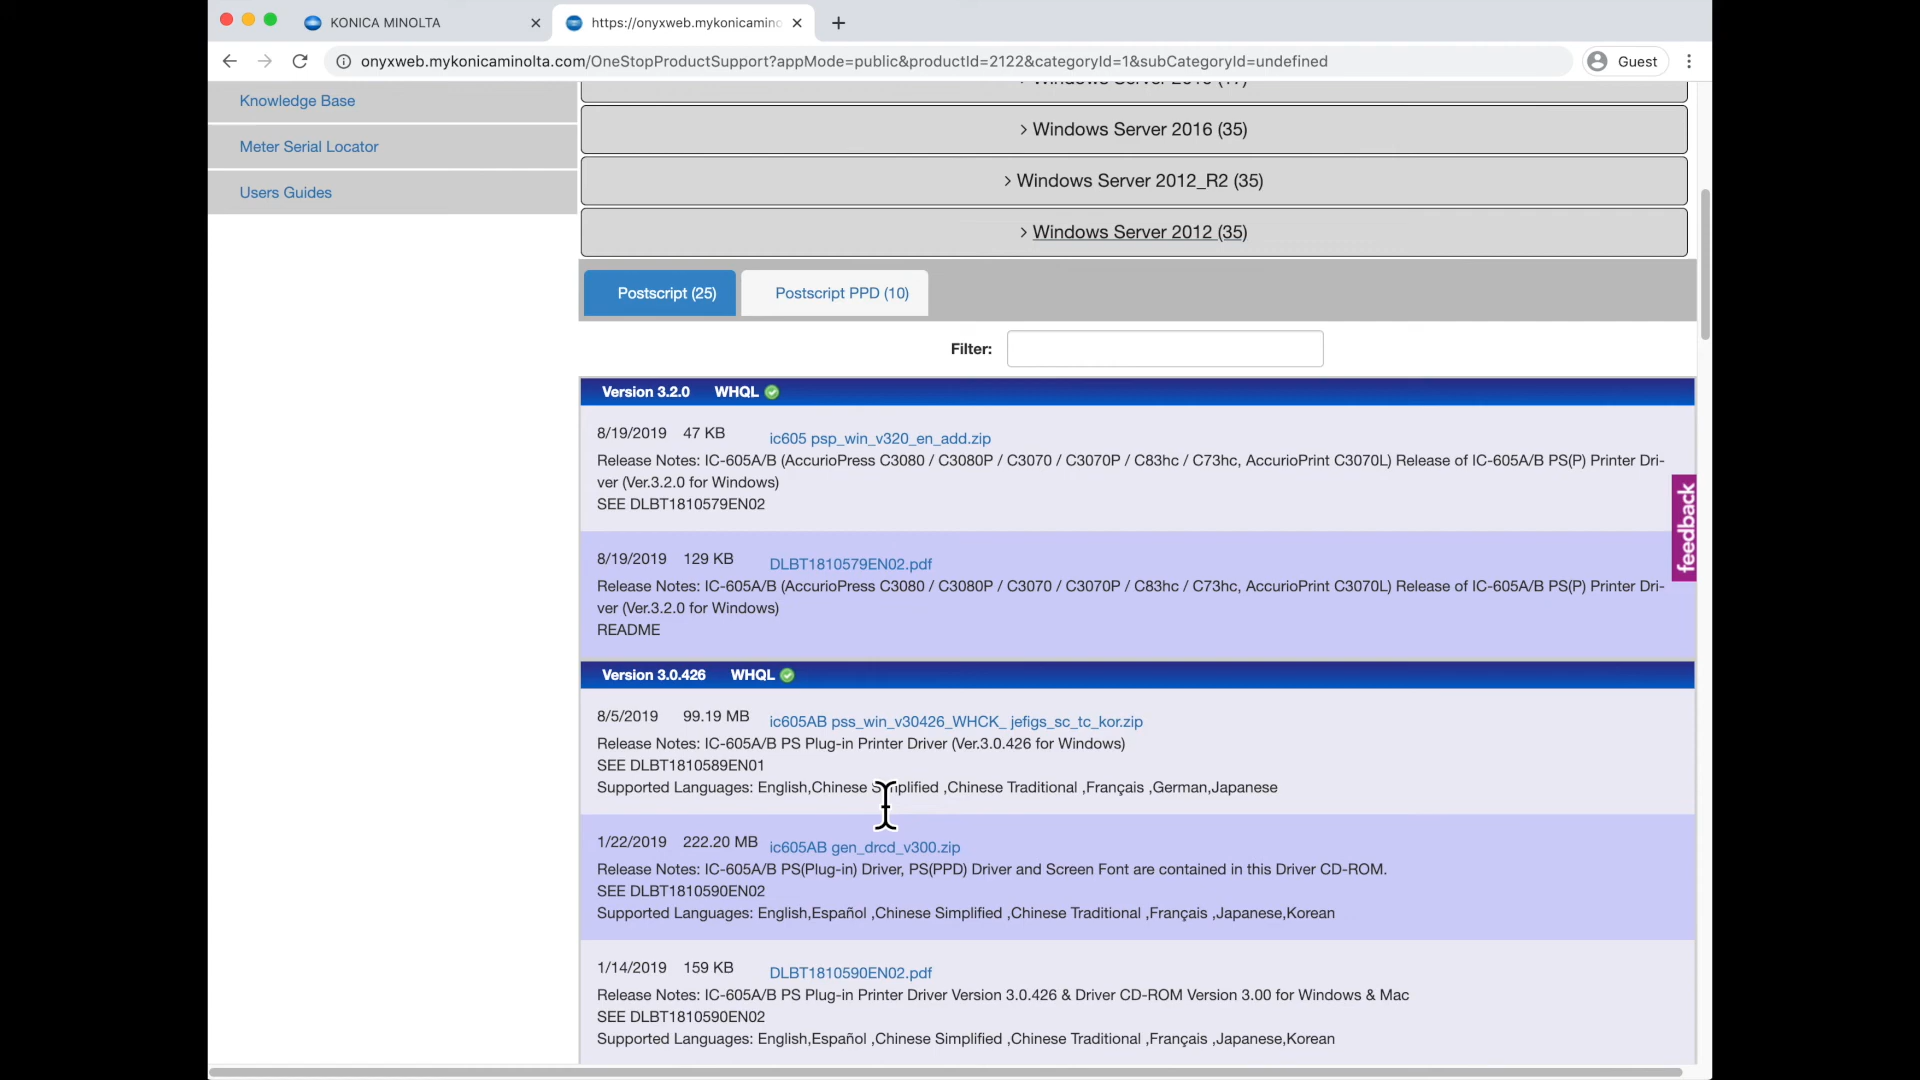 KONICA MINOLTA
https://onyxweb.mykonicamino
onyxweb.mykonicaminolta.com/OneStopProductSupport?appMode=public&productId=2122&categoryId=1&subCategoryId=undefined
Guest
Knowledge Base
Meter Serial Locator
Users Guides
> Windows Server 2016 (35)
> Windows Server 2012_R2 (35)
> Windows Server 2012 (35)
Postscript (25)
Postscript PPD (10)
Filter:
Version 3.2.0 WHQL
8/19/2019 47 KB ic605 psp_win_v320_en_add.zip
Release Notes: IC-605A/B (AccurioPress C3080 / C3080P / C3070 / C3070P / C83hc / C73hc, AccurioPrint C3070L) Release of IC-605A/B PS(P) Printer Dri-
ver (Ver.3.2.0 for Windows)
SEE DLBT1810579EN02
8/19/2019 129 KB DLBT1810579EN02.pdf
Release Notes: IC-605A/B (AccurioPress C3080 / C3080P / C3070 / C3070P / C83hc / C73hc, AccurioPrint C3070L) Release of IC-605A/B PS(P) Printer Dri-
ver (Ver.3.2.0 for Windows)
README
feedback
Version 3.0.426 WHQL
8/5/2019 99.19 MB ic605AB pss_win_v30426_WHCK_ jefigs_sc_tc_kor.zip
Release Notes: IC-605A/B PS Plug-in Printer Driver (Ver.3.0.426 for Windows)
SEE DLBT1810589EN01
Supported Languages: English,Chinese Simplified ,Chinese Traditional ,Français ,German,Japanese
1/22/2019 222.20 MB ic605AB gen_drcd_v300.zip
Release Notes: IC-605A/B PS(Plug-in) Driver, PS(PPD) Driver and Screen Font are contained in this Driver CD-ROM.
SEE DLBT1810590EN02
Supported Languages: English,Español ,Chinese Simplified ,Chinese Traditional ,Français ,Japanese,Korean
1/14/2019 159 KB DLBT1810590EN02.pdf
Release Notes: IC-605A/B PS Plug-in Printer Driver Version 3.0.426 & Driver CD-ROM Version 3.00 for Windows & Mac
SEE DLBT1810590EN02
Supported Languages: English,Español ,Chinese Simplified ,Chinese Traditional ,Français ,Japanese,Korean